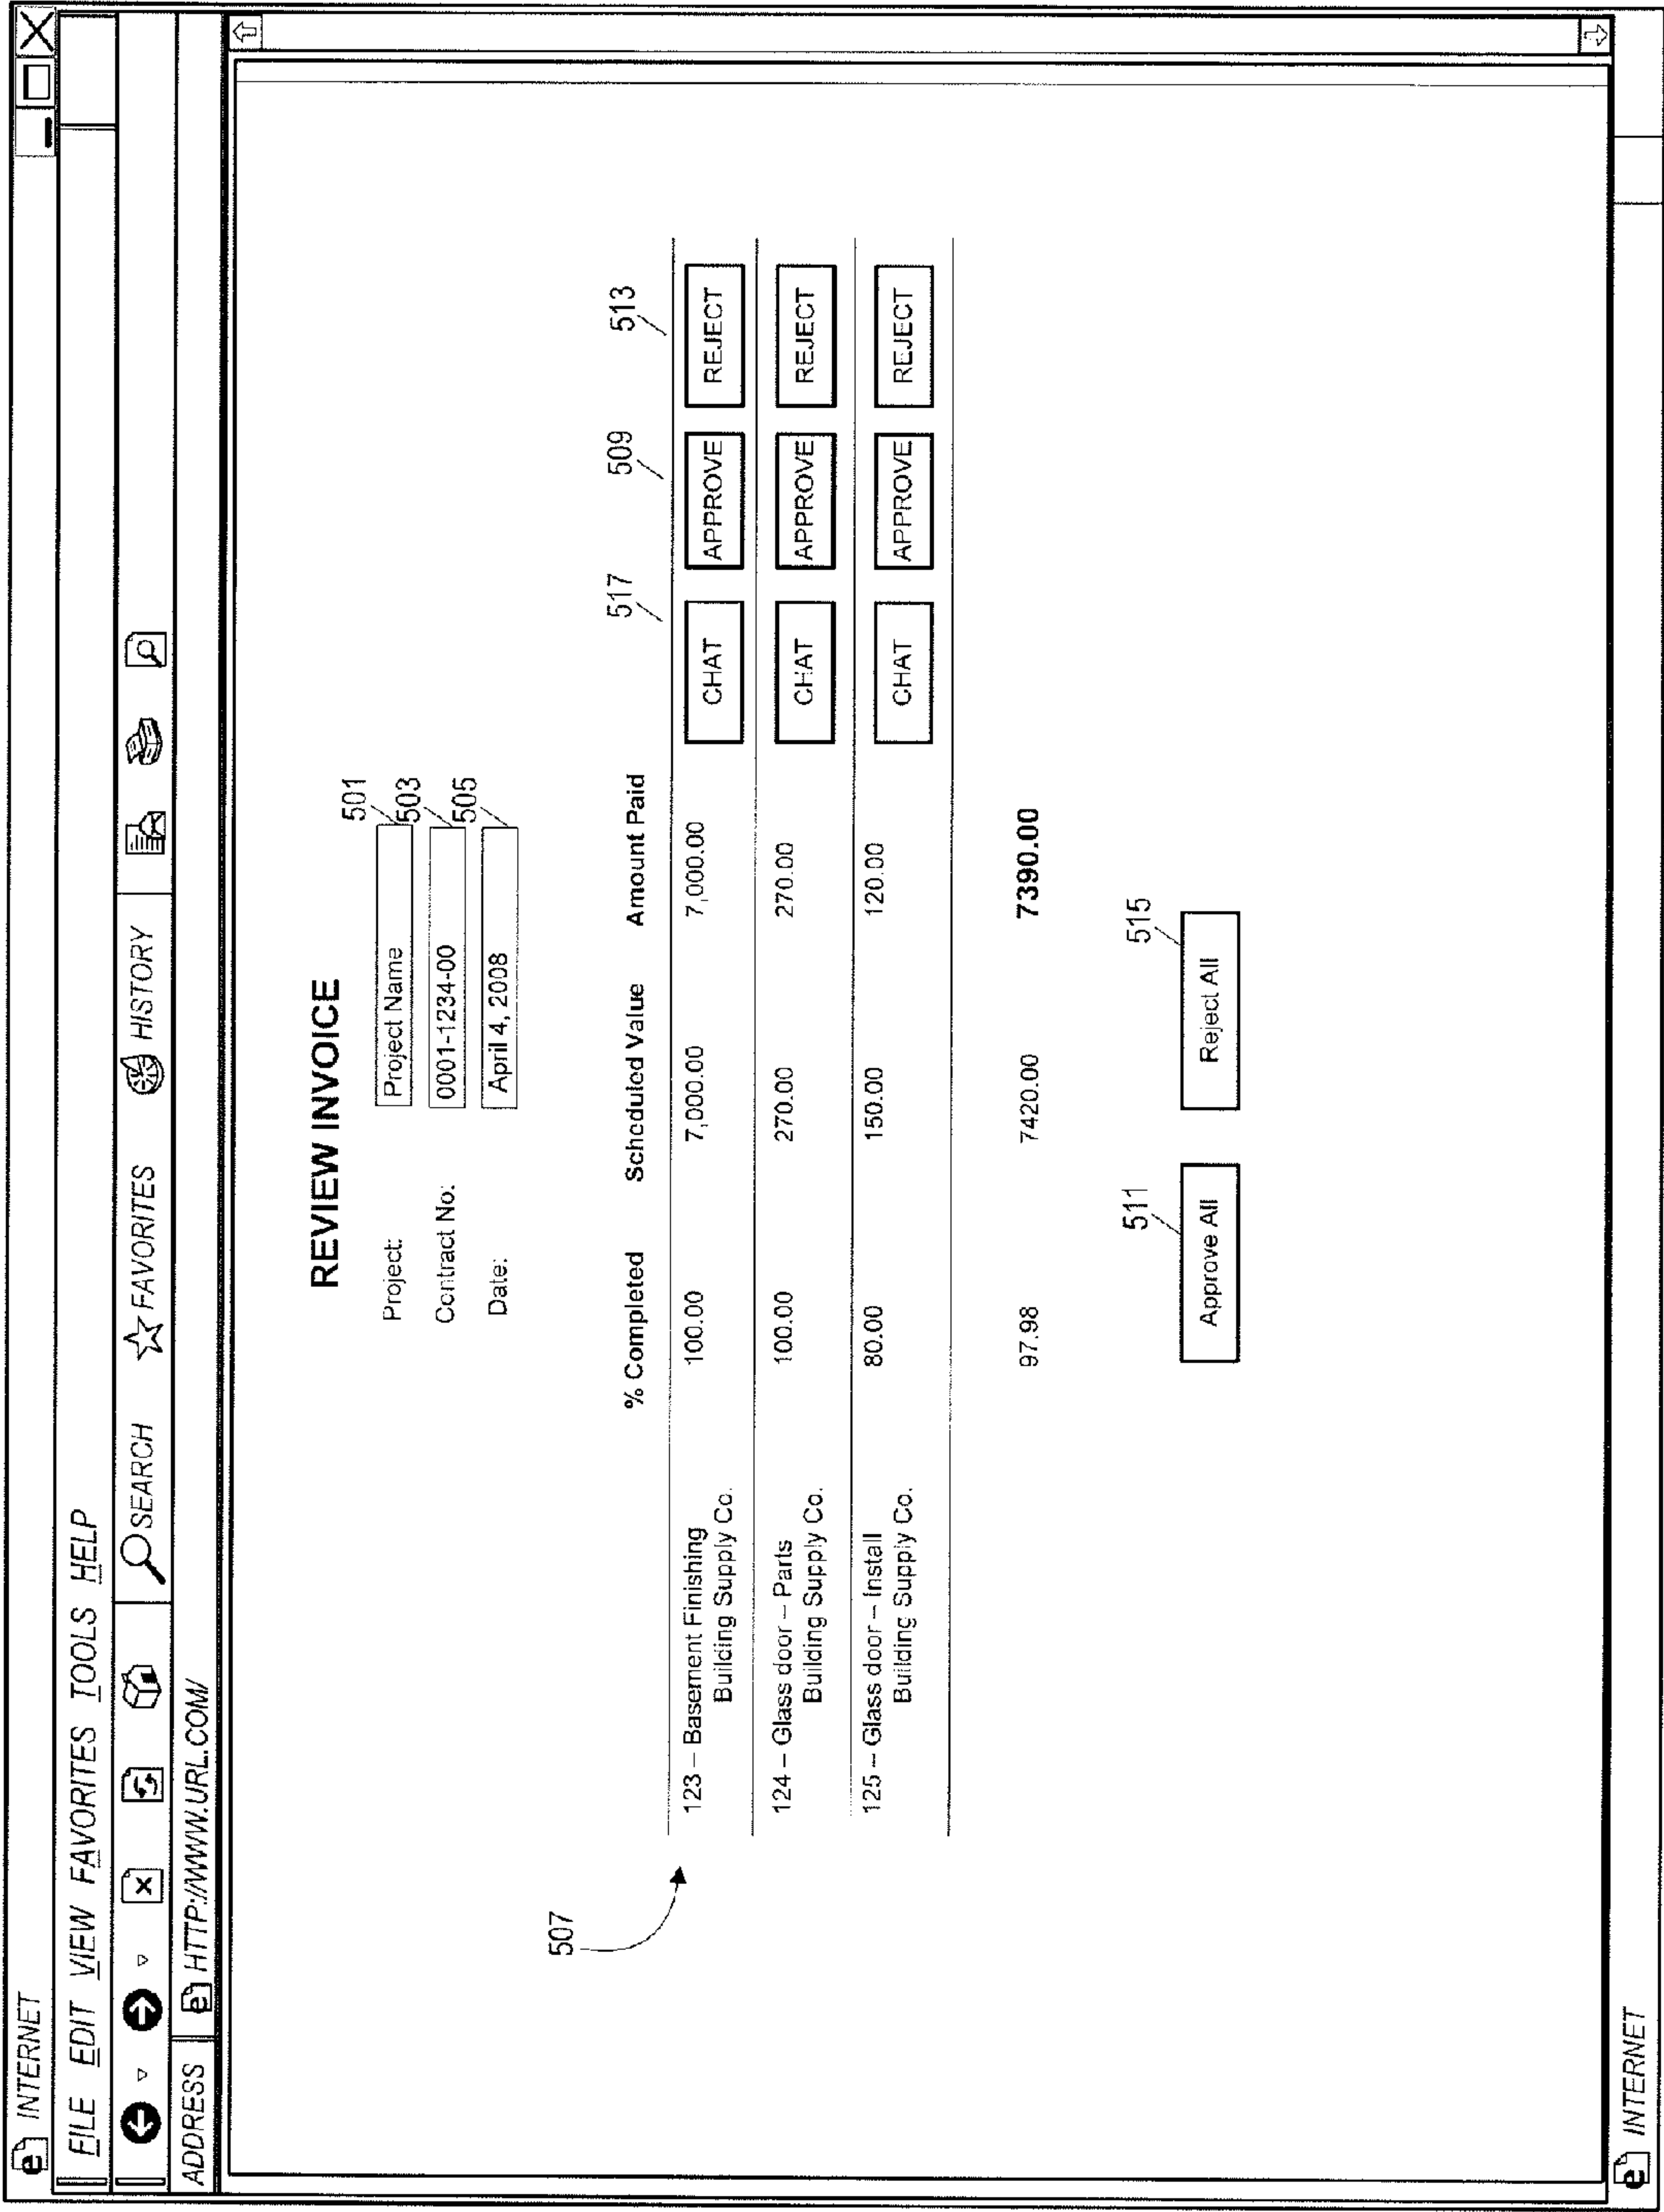 INTERNET
FILE EDIT VIEW FAVORITES TOOLS HELP
SEARCH FAVORITES HISTORY
ADDRESS HTTP://WWW.URL.COM/
REVIEW INVOICE
501
Project: Project Name
503
Contract No: 0001-1234-00
505
Date: April 4, 2008
507
517 509 513
% Completed Scheduled Value Amount Paid
123 – Basement Finishing 100.00 7,000.00 7,000.00 CHAT APPROVE REJECT
Building Supply Co.
124 – Glass door – Parts 100.00 270.00 270.00 CHAT APPROVE REJECT
Building Supply Co.
125 – Glass door – Install 80.00 150.00 120.00 CHAT APPROVE REJECT
Building Supply Co.
97.98 7420.00 7390.00
511 515
Approve All Reject All
INTERNET